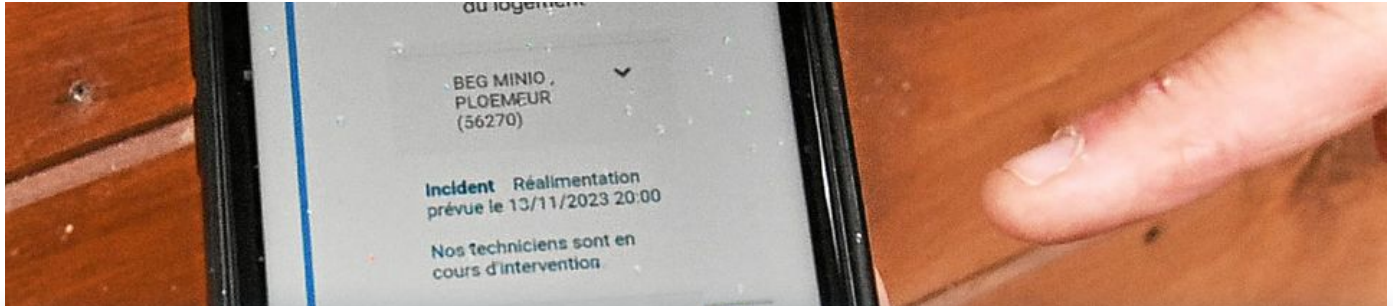 du logement
BEG MINIO ,
PLOEMEUR
(56270)
Incident Réalimentation
prévue le 13/11/2023 20:00
Nos techniciens sont en
cours d'intervention